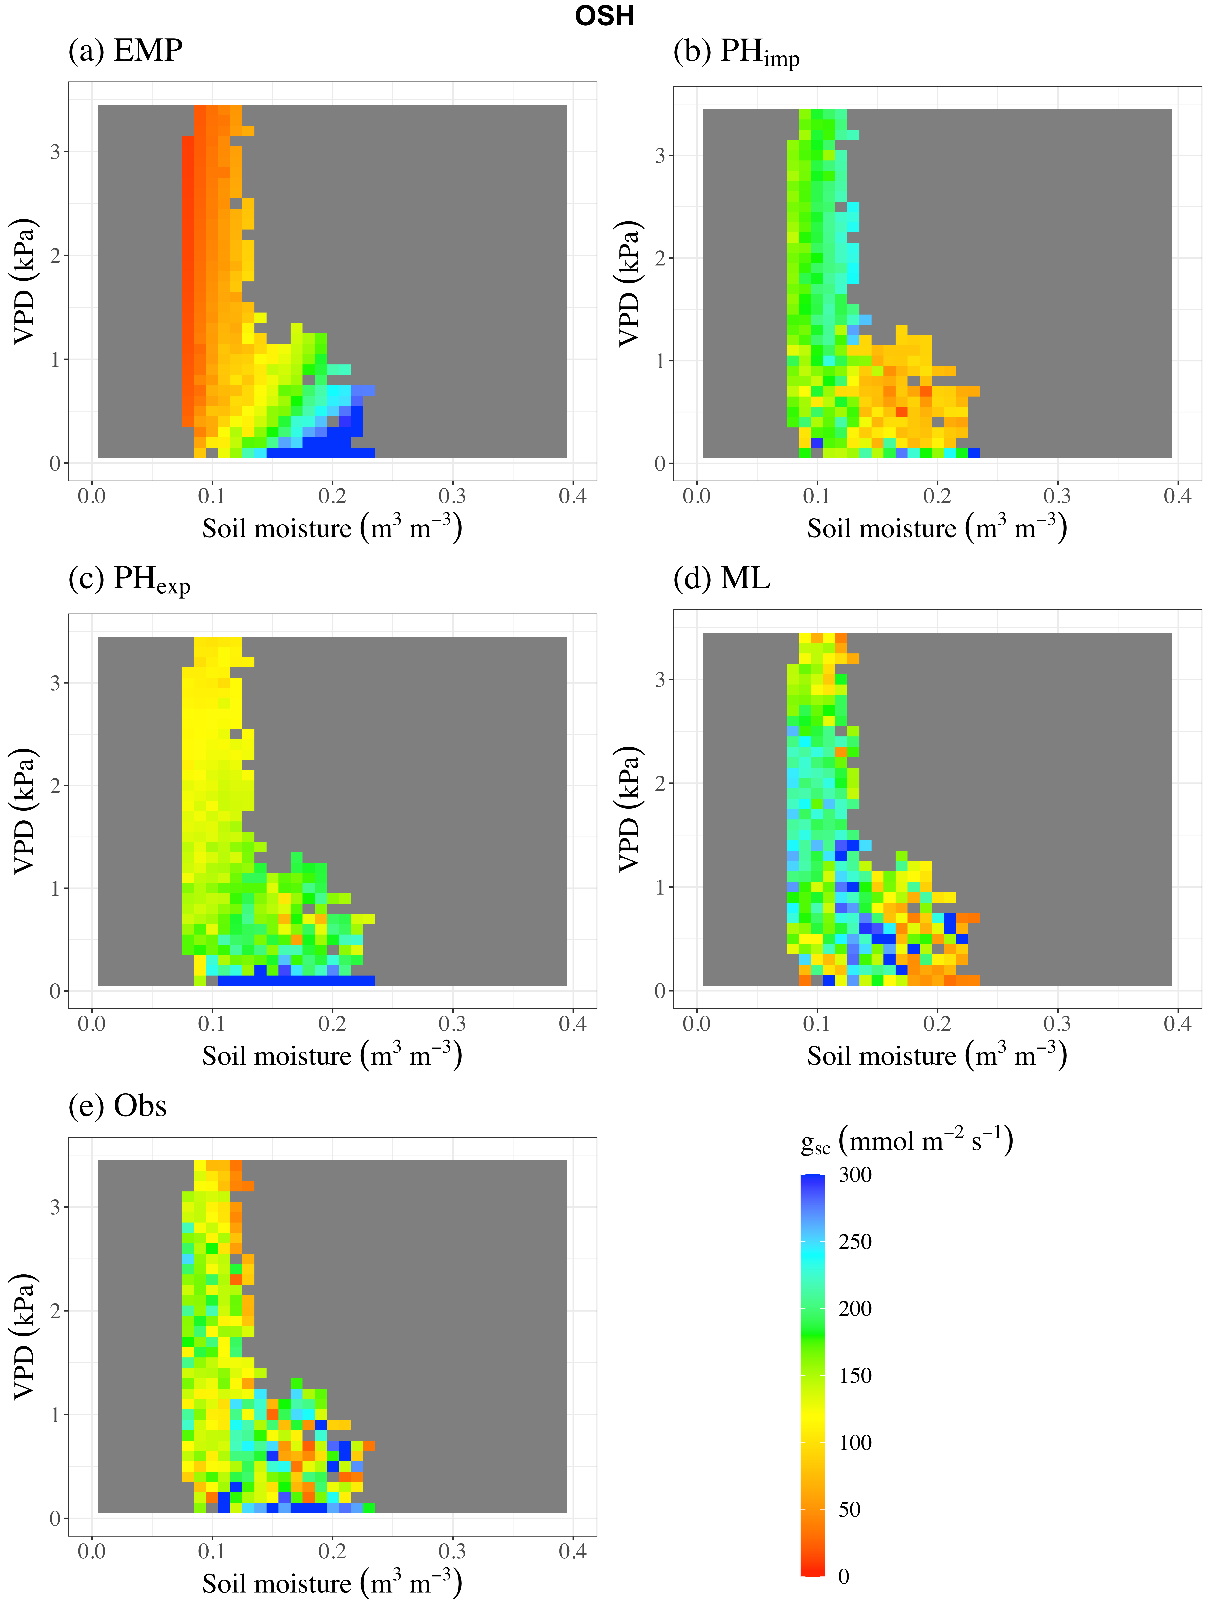 OSH
(a) EMP
(b) PHimp
VPD (kPa)
3
2
1
0
0.0 0.1 0.2 0.3 0.4
Soil moisture (m³ m⁻³)
VPD (kPa)
3
2
1
0
0.0 0.1 0.2 0.3 0.4
Soil moisture (m³ m⁻³)
(c) PHexp
(d) ML
VPD (kPa)
3
2
1
0
0.0 0.1 0.2 0.3 0.4
Soil moisture (m³ m⁻³)
VPD (kPa)
3
2
1
0
0.0 0.1 0.2 0.3 0.4
Soil moisture (m³ m⁻³)
(e) Obs
VPD (kPa)
3
2
1
0
0.0 0.1 0.2 0.3 0.4
Soil moisture (m³ m⁻³)
gsc (mmol m⁻² s⁻¹)
300
250
200
150
100
50
0